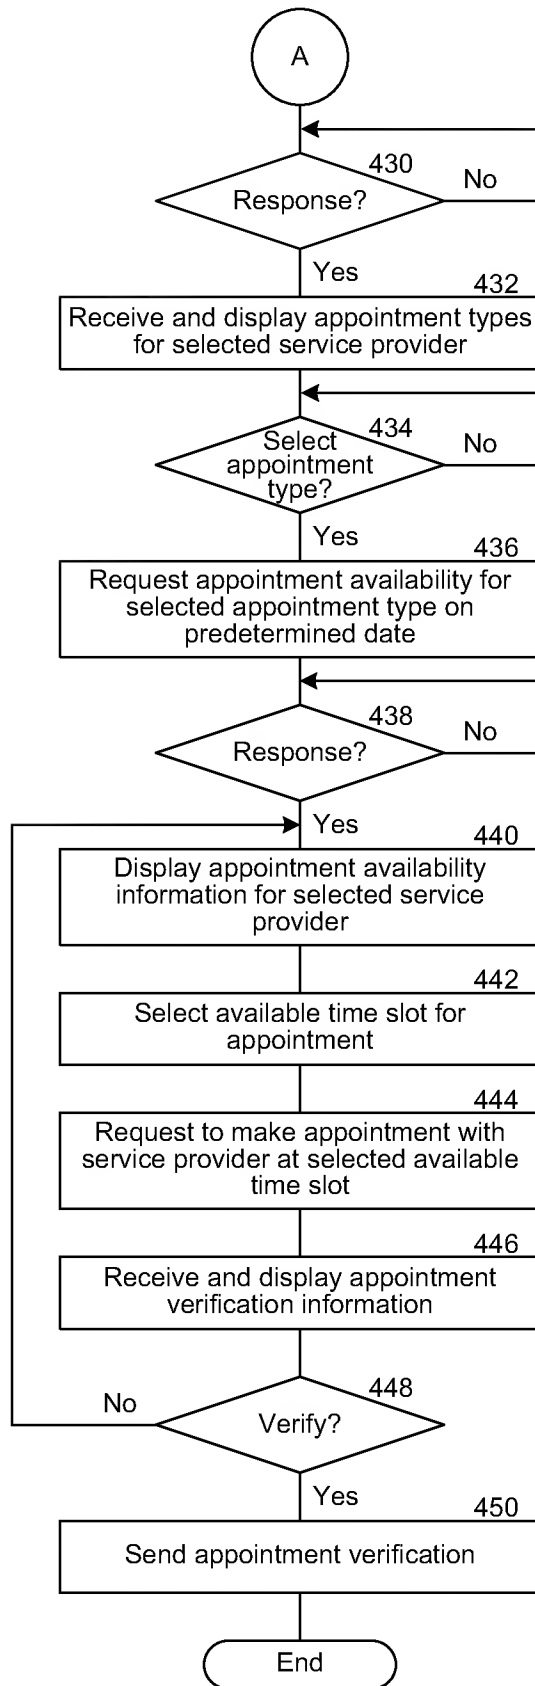 A
430
Response?
No
Yes
432
Receive and display appointment types
for selected service provider
434
Select
appointment
type?
No
Yes
436
Request appointment availability for
selected appointment type on
predetermined date
438
Response?
No
Yes
440
Display appointment availability
information for selected service
provider
442
Select available time slot for
appointment
444
Request to make appointment with
service provider at selected available
time slot
446
Receive and display appointment
verification information
448
No
Verify?
Yes
450
Send appointment verification
End